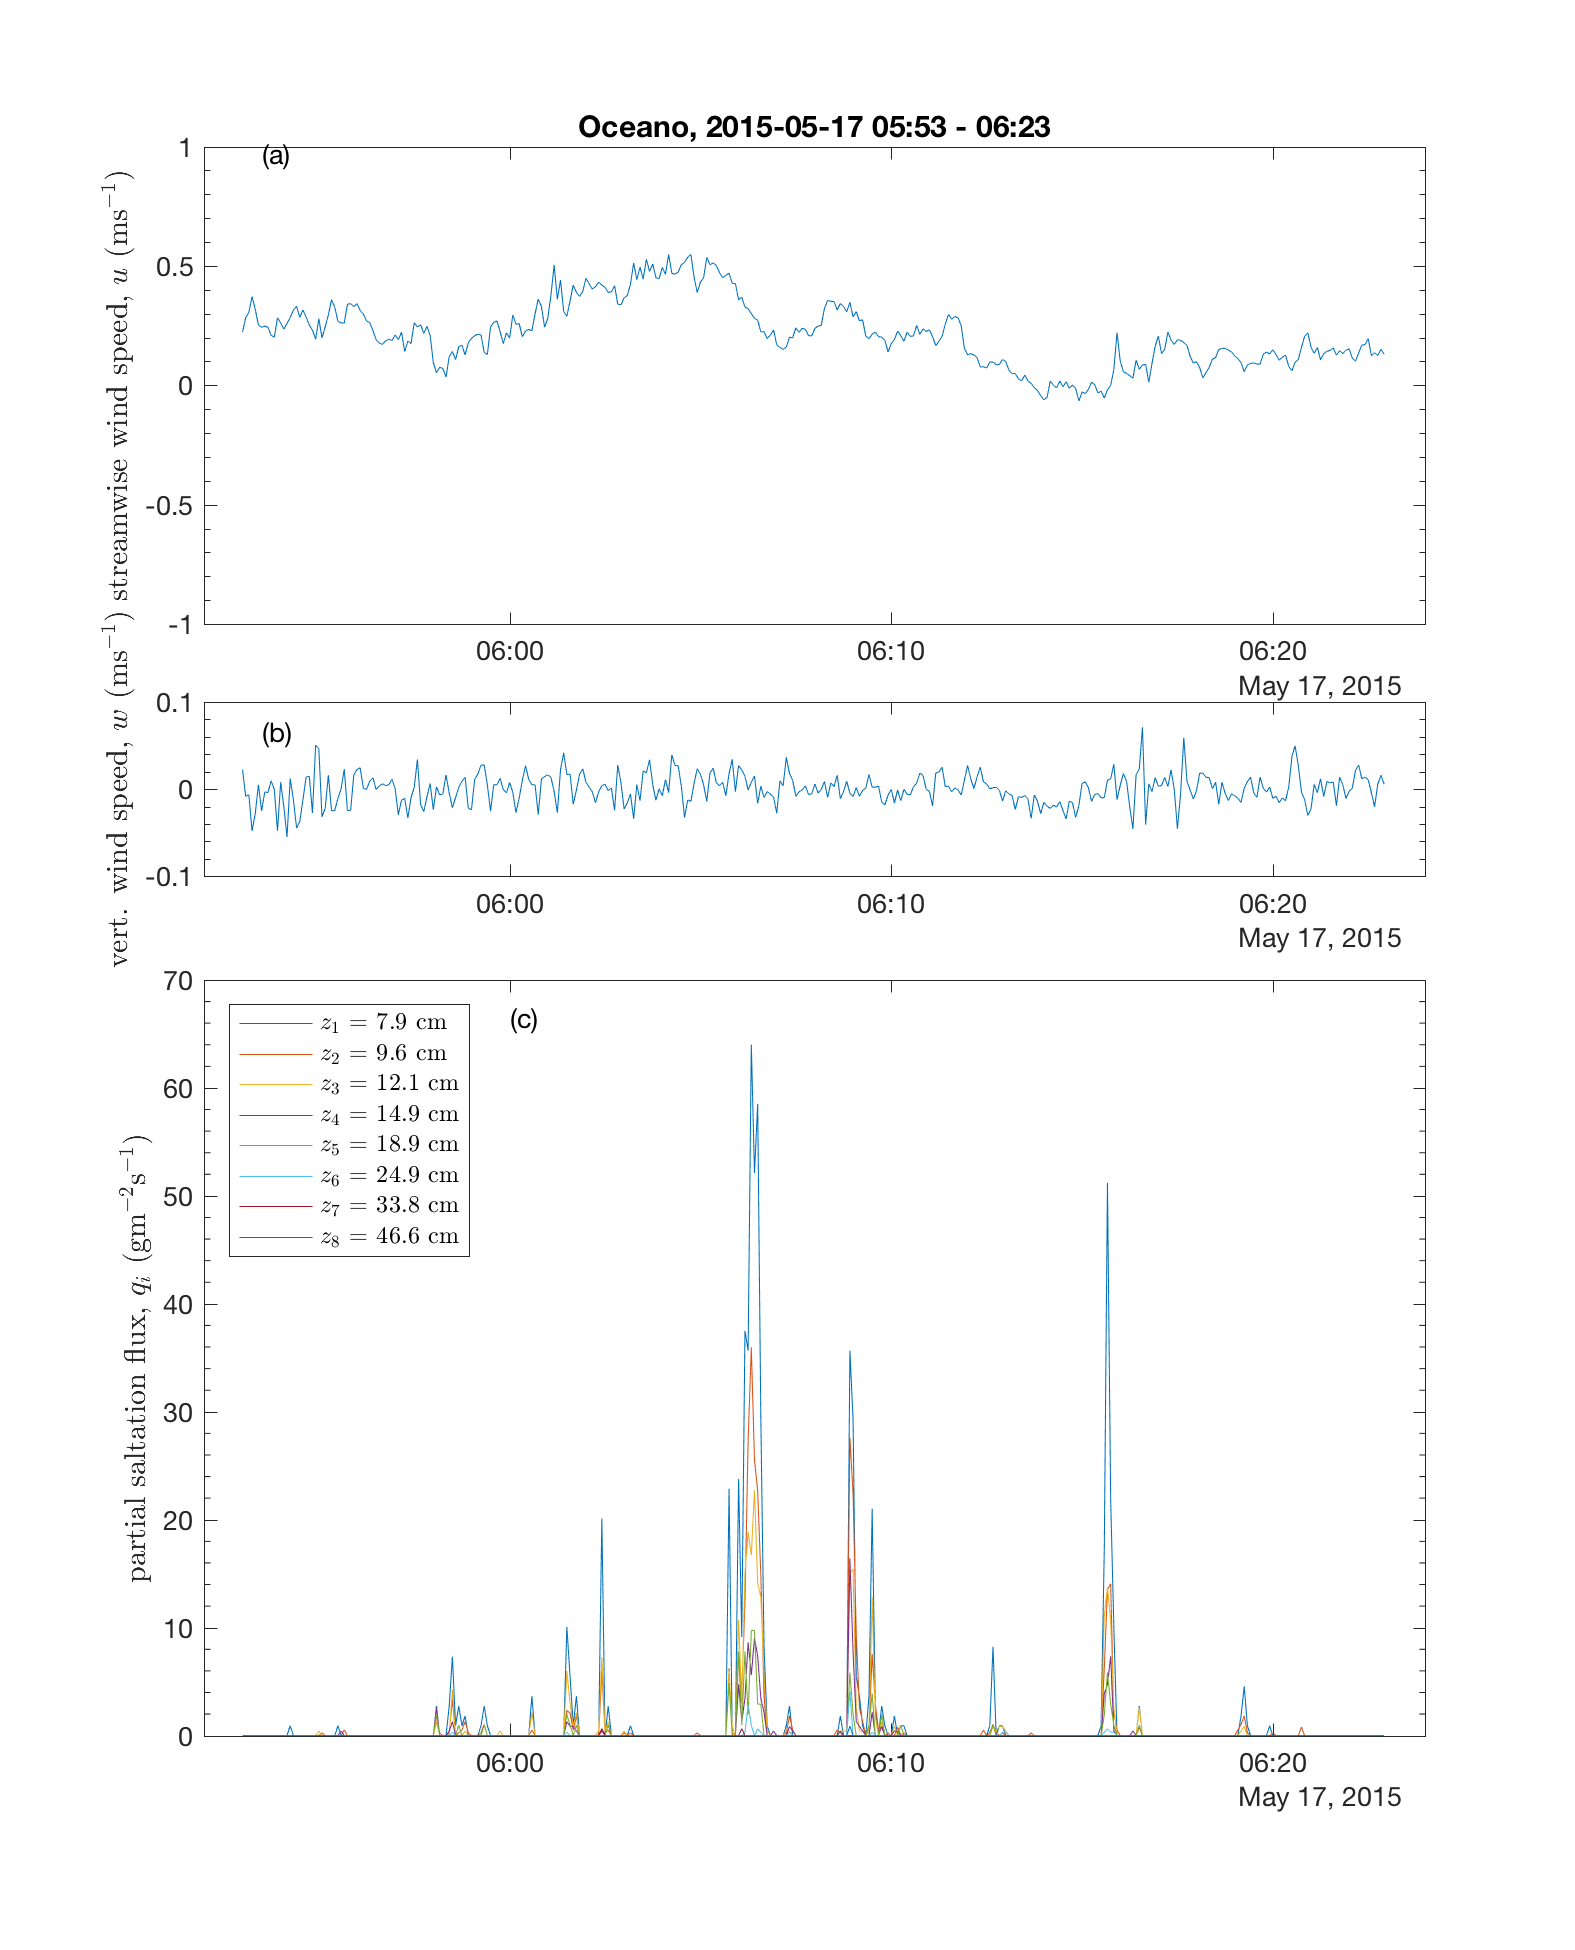 Oceano, 2015-05-17 05:53 - 06:23
(a)
streamwise wind speed, u (ms⁻¹)
1
0.5
0
-0.5
-1
06:00 06:10 06:20
May 17, 2015
(b)
vert. wind speed, w (ms⁻¹)
0.1
0
-0.1
06:00 06:10 06:20
May 17, 2015
(c)
partial saltation flux, qᵢ (gm⁻²s⁻¹)
70
60
50
40
30
20
10
0
z₁ = 7.9 cm
z₂ = 9.6 cm
z₃ = 12.1 cm
z₄ = 14.9 cm
z₅ = 18.9 cm
z₆ = 24.9 cm
z₇ = 33.8 cm
z₈ = 46.6 cm
06:00 06:10 06:20
May 17, 2015